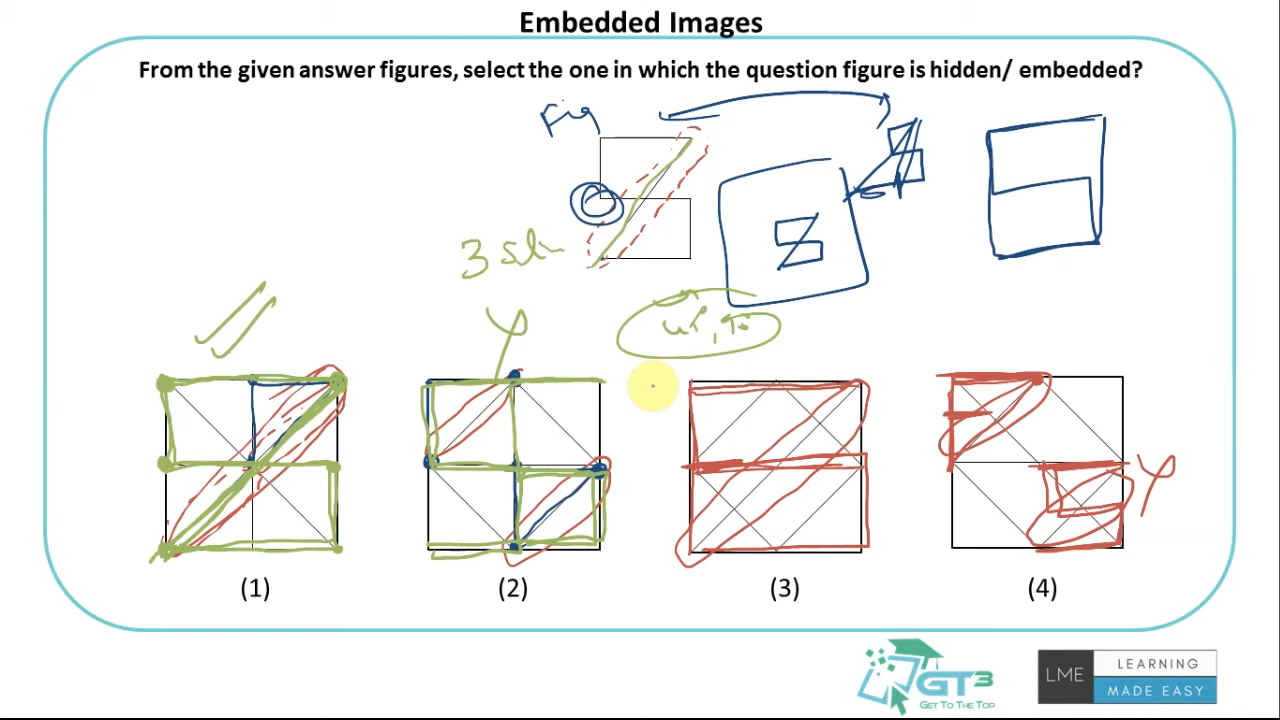 Embedded Images
From the given answer figures, select the one in which the question figure is hidden/ embedded?
Fig
3
(1)
(2)
(3)
(4)
GT3
GET TO THE TOP
LME
LEARNING
MADE EASY